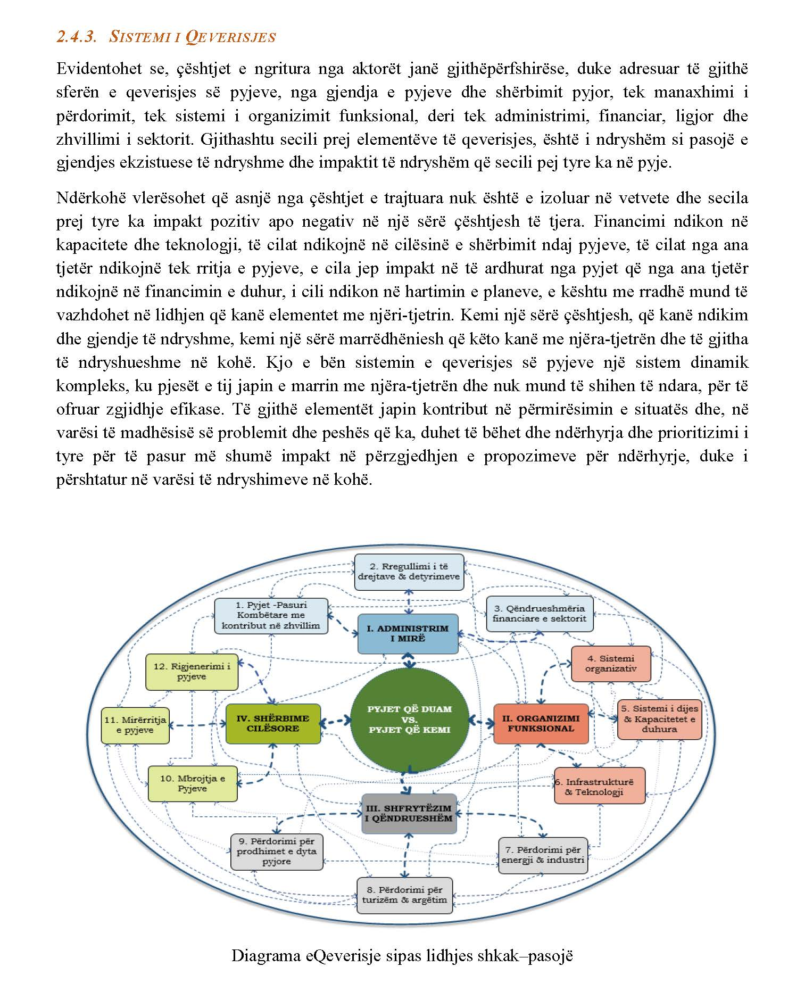 2.4.3. SISTEMI I QEVERISJES
Evidentohet se, çështjet e ngritura nga aktorët janë gjithëpërfshirëse, duke adresuar të gjithë
sferën e qeverisjes së pyjeve, nga gjendja e pyjeve dhe shërbimit pyjor, tek manaxhimi i
përdorimit, tek sistemi i organizimit funksional, deri tek administrimi, financiar, ligjor dhe
zhvillimi i sektorit. Gjithashtu secili prej elementëve të qeverisjes, është i ndryshëm si pasojë e
gjendjes ekzistuese të ndryshme dhe impaktit të ndryshëm që secili pej tyre ka në pyje.
Ndërkohë vlerësohet që asnjë nga çështjet e trajtuara nuk është e izoluar në vetvete dhe secila
prej tyre ka impakt pozitiv apo negativ në një sërë çështjesh të tjera. Financimi ndikon në
kapacitete dhe teknologji, të cilat ndikojnë në cilësinë e shërbimit ndaj pyjeve, të cilat nga ana
tjetër ndikojnë tek rritja e pyjeve, e cila jep impakt në të ardhurat nga pyjet që nga ana tjetër
ndikojnë në financimin e duhur, i cili ndikon në hartimin e planeve, e kështu me rradhë mund të
vazhdohet në lidhjen që kanë elementet me njëri-tjetrin. Kemi një sërë çështjesh, që kanë ndikim
dhe gjendje të ndryshme, kemi një sërë marrëdhëniesh që këto kanë me njëra-tjetrën dhe të gjitha
të ndryshueshme në kohë. Kjo e bën sistemin e qeverisjes së pyjeve një sistem dinamik
kompleks, ku pjesët e tij japin e marrin me njëra-tjetrën dhe nuk mund të shihen të ndara, për të
ofruar zgjidhje efikase. Të gjithë elementët japin kontribut në përmirësimin e situatës dhe, në
varësi të madhësisë së problemit dhe peshës që ka, duhet të bëhet dhe ndërhyrja dhe prioritizimi i
tyre për të pasur më shumë impakt në përzgjedhjen e propozimeve për ndërhyrje, duke i
përshtatur në varësi të ndryshimeve në kohë.
2. Rregullimi i të
drejtave & detyrimeve
1. Pyjet -Pasuri
Kombëtare me
kontribut në zhvillim
3. Qëndrueshmëria
financiare e sektorit
I. ADMINISTRIM
I MIRË
12. Rigjenerimi i
pyjeve
4. Sistemi
organizativ
11. Mirërritja
e pyjeve
IV. SHËRBIME
CILËSORE
PYJET QË DUAM
VS.
PYJET QË KEMI
II. ORGANIZIMI
FUNKSIONAL
5. Sistemi i dijes
& Kapacitetet e
duhura
10. Mbrojtja e
Pyjeve
6. Infrastrukturë
& Teknologji
III. SHFRYTËZIM
I QËNDRUESHËM
9. Përdorimi për
prodhimet e dyta
pyjore
7. Përdorimi për
energji & industri
8. Përdorimi për
turizëm & argëtim
Diagrama eQeverisje sipas lidhjes shkak–pasojë